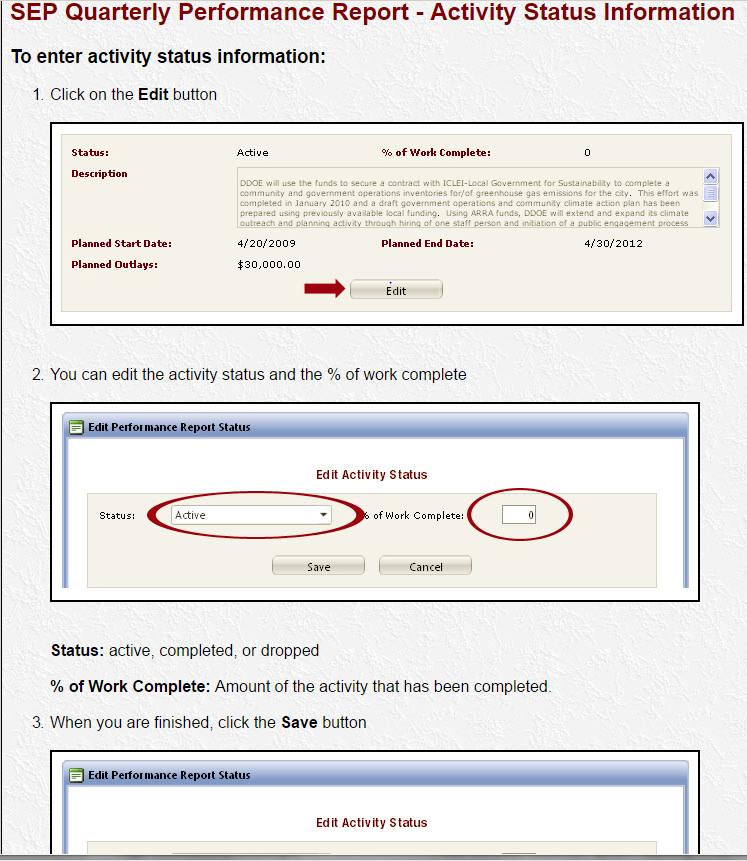 SEP Quarterly Performance Report - Activity Status Information
To enter activity status information:
1. Click on the Edit button
Status: Active % of Work Complete: 0
Description
DDOE will use the funds to secure a contract with ICLEI-Local Government for Sustainability to complete a
community and government operations inventories for/of greenhouse gas emissions for the city. This effort was
completed in January 2010 and a draft government operations and community climate action plan has been
prepared using previously available local funding. Using ARRA funds, DDOE will extend and expand its climate
outreach and planning activity through hiring of one staff person and initiation of a public engagement process
Planned Start Date: 4/20/2009 Planned End Date: 4/30/2012
Planned Outlays: $30,000.00
Edit
2. You can edit the activity status and the % of work complete
Edit Performance Report Status
Edit Activity Status
Status: Active % of Work Complete: 0
Save Cancel
Status: active, completed, or dropped
% of Work Complete: Amount of the activity that has been completed.
3. When you are finished, click the Save button
Edit Performance Report Status
Edit Activity Status